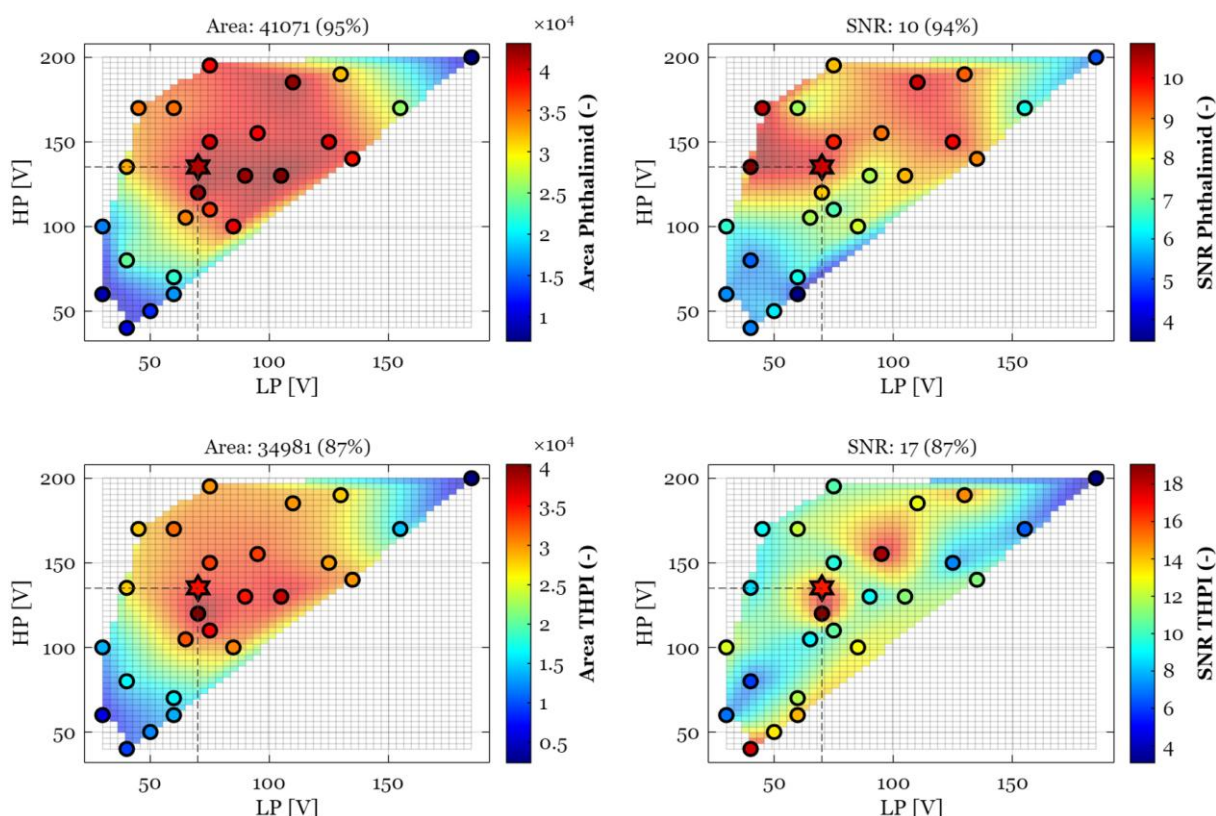 Area: 41071 (95%)
×10⁴
200
150
100
50
HP [V]
50 100 150
LP [V]
4
3.5
3
2.5
2
1.5
1
Area Phthalimid (-)
SNR: 10 (94%)
200
150
100
50
HP [V]
50 100 150
LP [V]
10
9
8
7
6
5
4
SNR Phthalimid (-)
Area: 34981 (87%)
×10⁴
200
150
100
50
HP [V]
50 100 150
LP [V]
4
3.5
3
2.5
2
1.5
1
0.5
Area THPI (-)
SNR: 17 (87%)
200
150
100
50
HP [V]
50 100 150
LP [V]
18
16
14
12
10
8
6
4
SNR THPI (-)